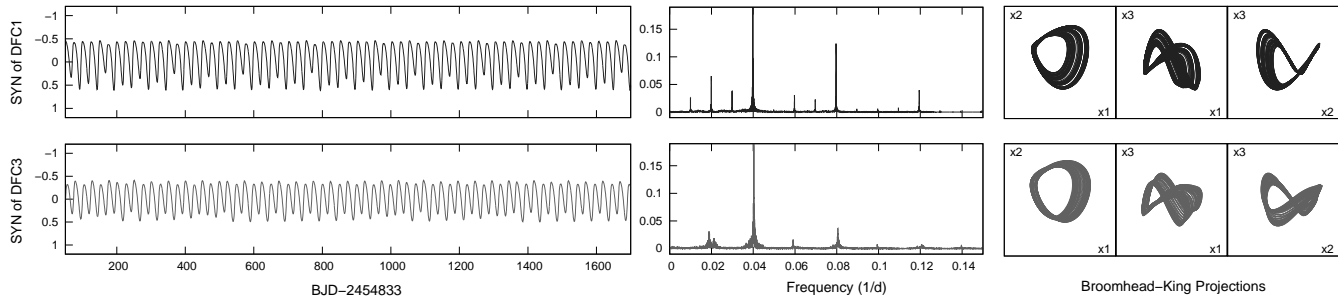 SYN of DFC1
−1
−0.5
0
0.5
1
0.15
0.1
0.05
0
x2
x1
x3
x1
x3
x2
SYN of DFC3
−1
−0.5
0
0.5
1
200 400 600 800 1000 1200 1400 1600
BJD−2454833
0.15
0.1
0.05
0
0 0.02 0.04 0.06 0.08 0.1 0.12 0.14
Frequency (1/d)
x2
x1
x3
x1
x3
x2
Broomhead−King Projections